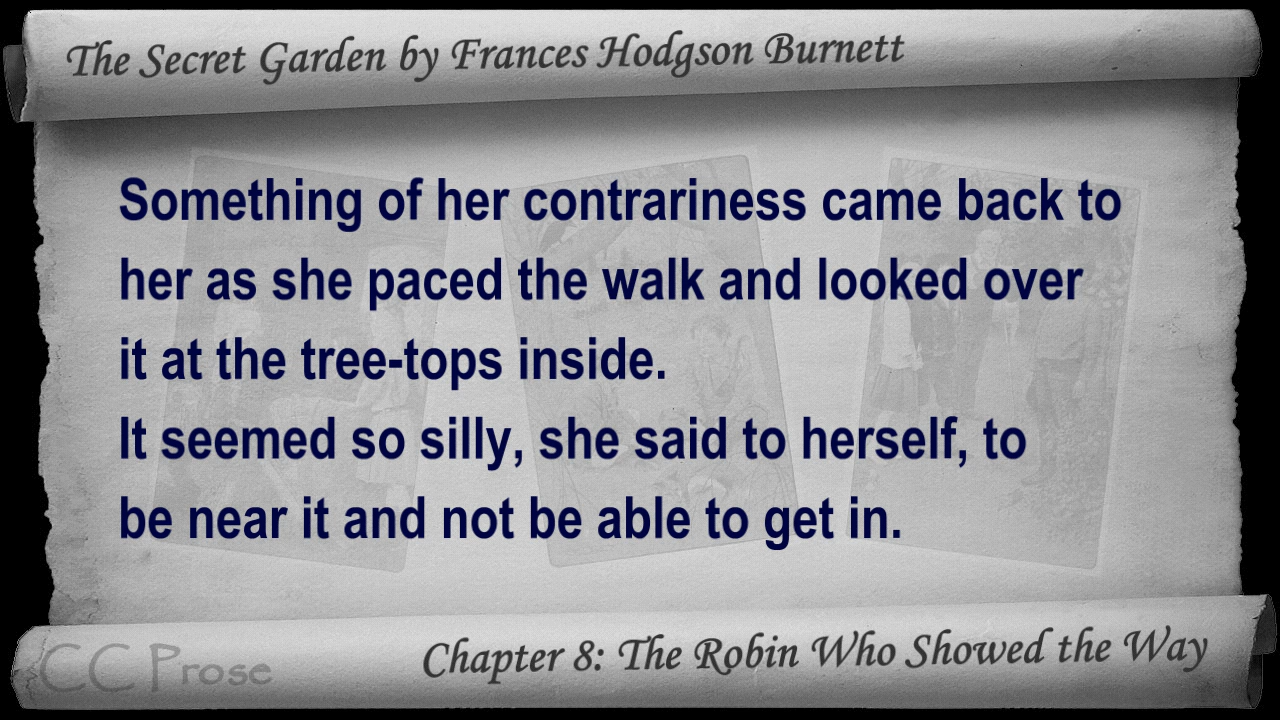 The Secret Garden by Frances Hodgson Burnett
Something of her contrariness came back to
her as she paced the walk and looked over
it at the tree-tops inside.
It seemed so silly, she said to herself, to
be near it and not be able to get in.
CC Prose
Chapter 8: The Robin Who Showed the Way